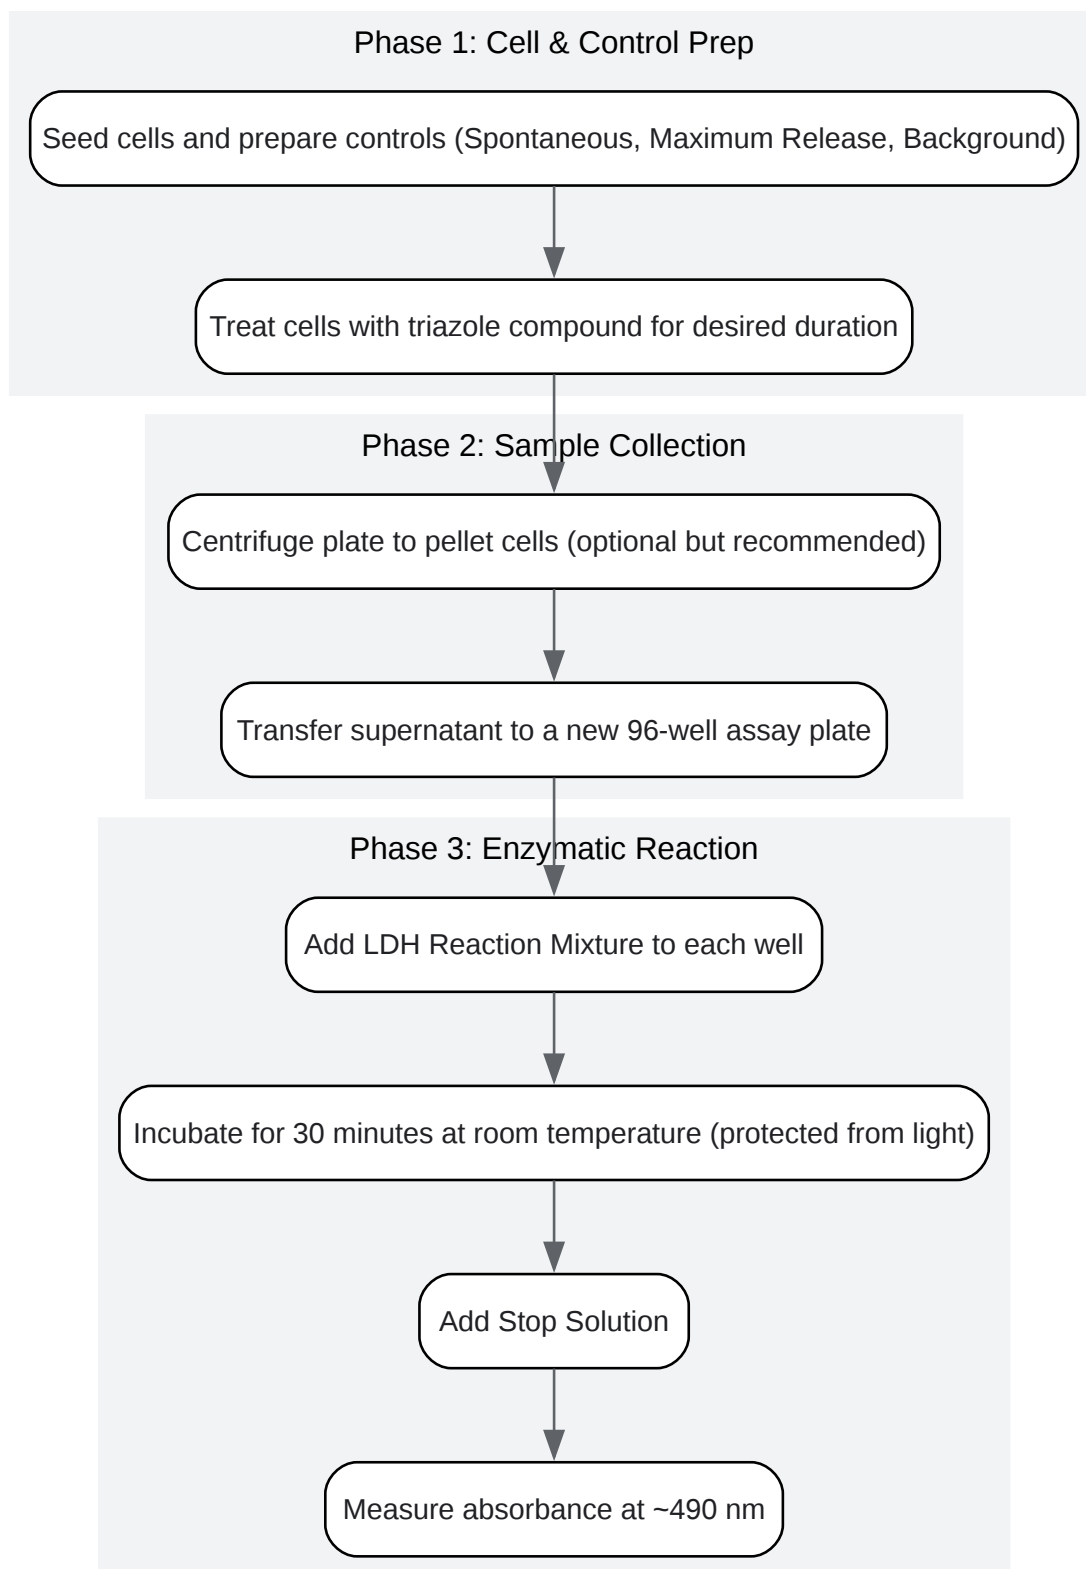 Phase 1: Cell & Control Prep
Seed cells and prepare controls (Spontaneous, Maximum Release, Background)
Treat cells with triazole compound for desired duration
Phase 2: Sample Collection
Centrifuge plate to pellet cells (optional but recommended)
Transfer supernatant to a new 96-well assay plate
Phase 3: Enzymatic Reaction
Add LDH Reaction Mixture to each well
Incubate for 30 minutes at room temperature (protected from light)
Add Stop Solution
Measure absorbance at ~490 nm